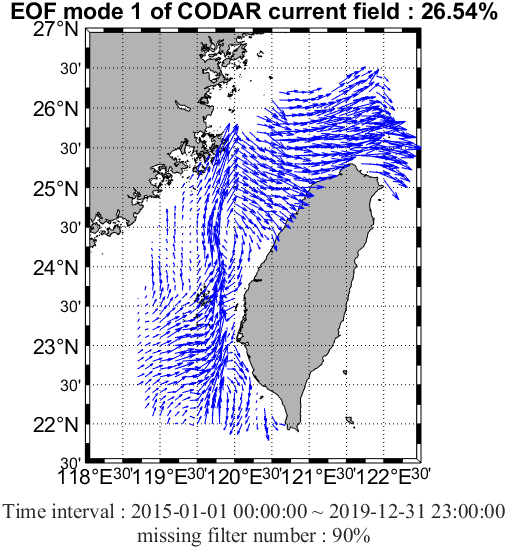 EOF mode 1 of CODAR current field : 26.54%
27°N
30'
26°N
30'
25°N
30'
24°N
30'
23°N
30'
22°N
30'
118°E30'119°E30'120°E30'121°E30'122°E30'
Time interval : 2015-01-01 00:00:00 ~ 2019-12-31 23:00:00
missing filter number : 90%